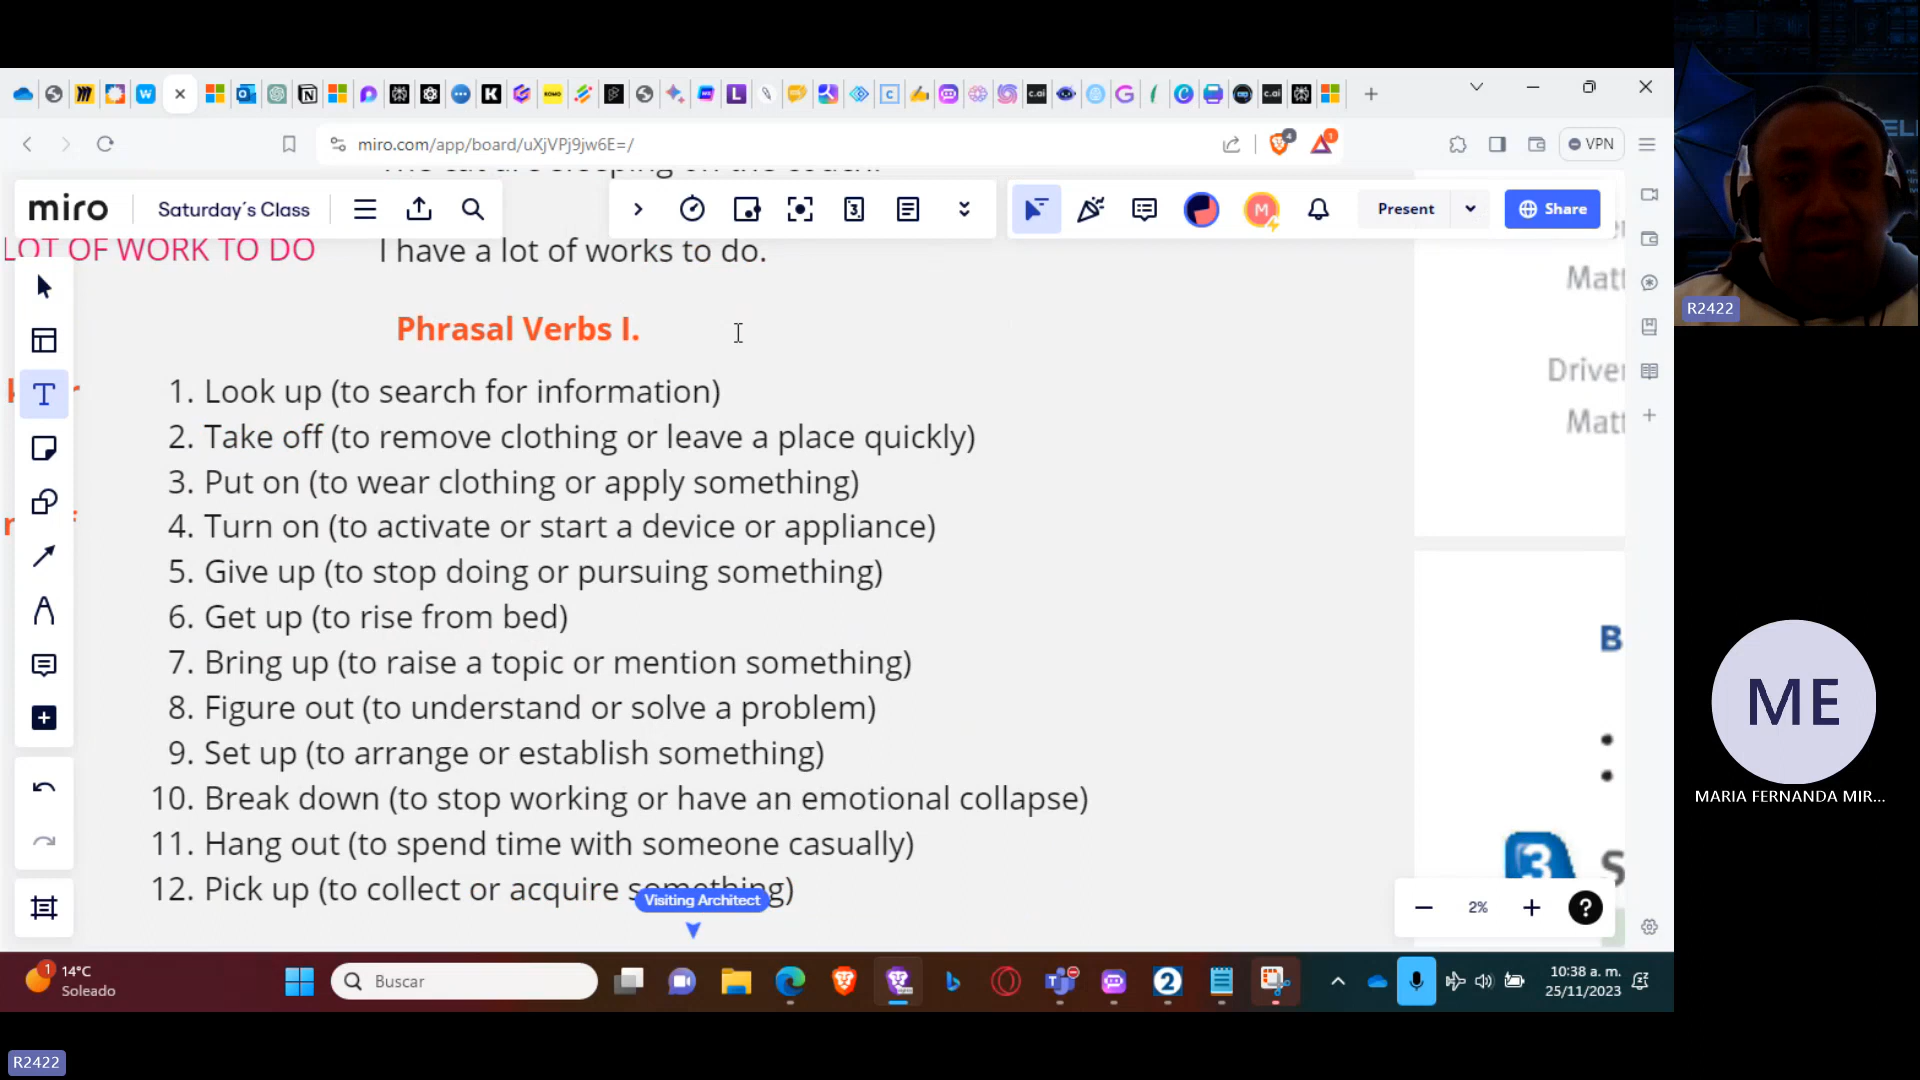 miro.com/app/board/uXjVPj9jw6E=/
VPN
miro
Saturday´s Class
Present
Share
LOT OF WORK TO DO
I have a lot of works to do.
Phrasal Verbs I.
1. Look up (to search for information)
2. Take off (to remove clothing or leave a place quickly)
3. Put on (to wear clothing or apply something)
4. Turn on (to activate or start a device or appliance)
5. Give up (to stop doing or pursuing something)
6. Get up (to rise from bed)
7. Bring up (to raise a topic or mention something)
8. Figure out (to understand or solve a problem)
9. Set up (to arrange or establish something)
10. Break down (to stop working or have an emotional collapse)
11. Hang out (to spend time with someone casually)
12. Pick up (to collect or acquire something)
Visiting Architect
Matt
Driver
Matt
B
3
S
2%
14°C
Soleado
Buscar
10:38 a. m.
25/11/2023
R2422
ME
MARIA FERNANDA MIR...
R2422